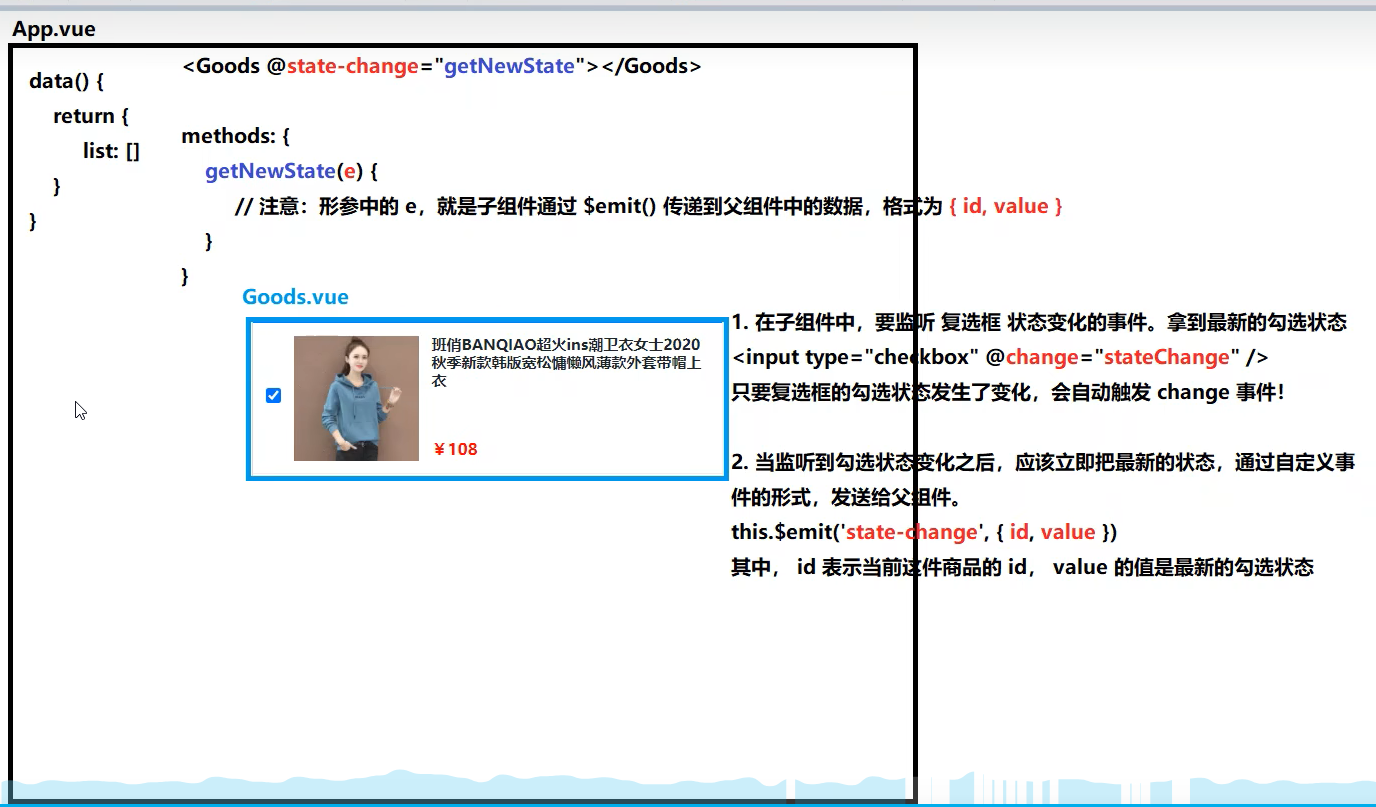 App.vue
data() {
return {
list: []
}
}
<Goods @state-change="getNewState"></Goods>
methods: {
getNewState(e) {
// 注意：形参中的 e，就是子组件通过 $emit() 传递到父组件中的数据，格式为 { id, value }
}
}
Goods.vue
班俏BANQIAO超火ins潮卫衣女士2020
秋季新款韩版宽松慵懒风薄款外套带帽上
衣
￥108
1. 在子组件中，要监听 复选框 状态变化的事件。拿到最新的勾选状态
<input type="checkbox" @change="stateChange" />
只要复选框的勾选状态发生了变化，会自动触发 change 事件！
2. 当监听到勾选状态变化之后，应该立即把最新的状态，通过自定义事
件的形式，发送给父组件。
this.$emit('state-change', { id, value })
其中， id 表示当前这件商品的 id， value 的值是最新的勾选状态